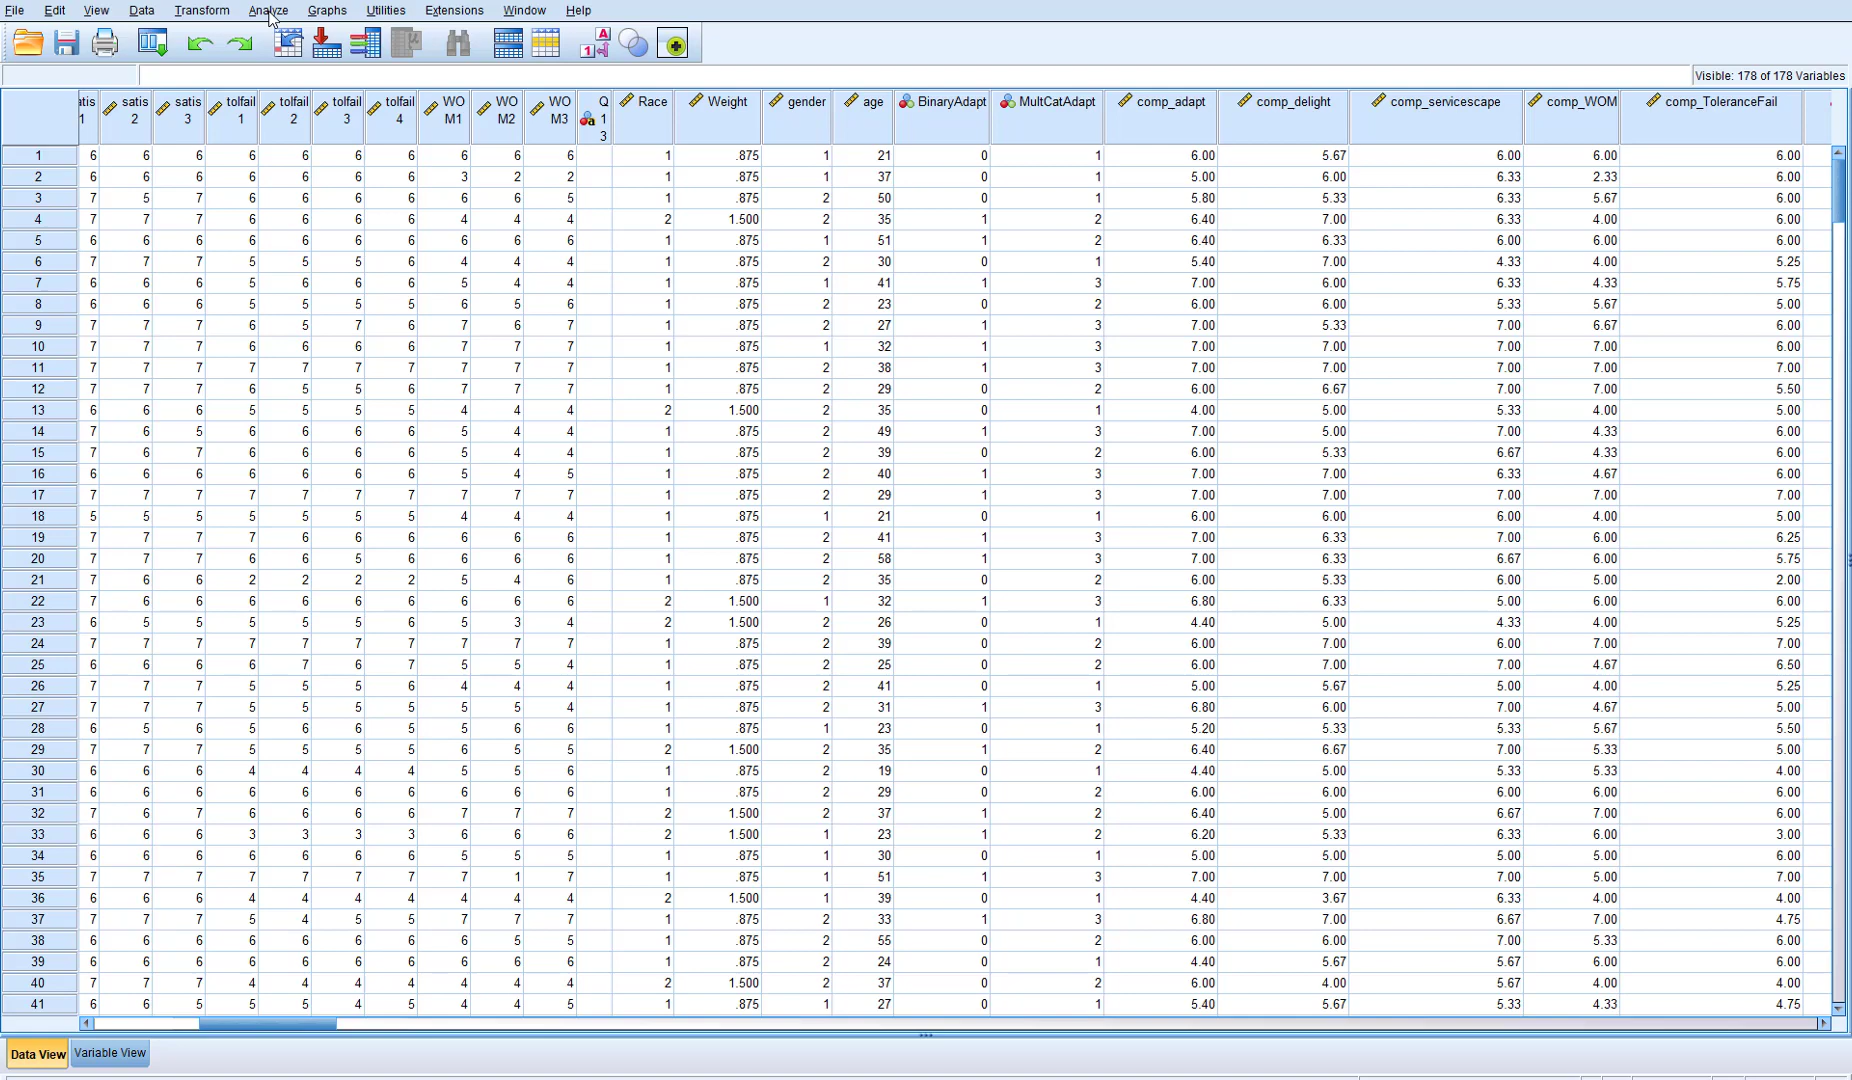 File Edit View Data Transform Analyze Graphs Utilities Extensions Window Help
Visible: 178 of 178 Variables
atis 1 satis 2 satis 3 tolfail 1 tolfail 2 tolfail 3 tolfail 4 WO M1 WO M2 WO M3 Q 1 3 Race Weight gender age BinaryAdapt MultCatAdapt comp_adapt comp_delight comp_servicescape comp_WOM comp_ToleranceFail
1 6 6 6 6 6 6 6 6 6 6 1 .875 1 21 0 1 6.00 5.67 6.00 6.00 6.00
2 6 6 6 6 6 6 6 3 2 2 1 .875 1 37 0 1 5.00 6.00 6.33 2.33 6.00
3 7 5 7 6 6 6 6 6 6 5 1 .875 2 50 0 1 5.80 5.33 6.33 5.67 6.00
4 7 7 7 6 6 6 6 4 4 4 2 1.500 2 35 1 2 6.40 7.00 6.33 4.00 6.00
5 6 6 6 6 6 6 6 6 6 6 1 .875 1 51 1 2 6.40 6.33 6.00 6.00 6.00
6 7 7 7 5 5 5 6 4 4 4 1 .875 2 30 0 1 5.40 7.00 4.33 4.00 5.25
7 6 6 6 5 6 6 6 5 4 4 1 .875 1 41 1 3 7.00 6.00 6.33 4.33 5.75
8 6 6 6 5 5 5 5 6 5 6 1 .875 2 23 0 2 6.00 6.00 5.33 5.67 5.00
9 7 7 7 6 5 7 6 7 6 7 1 .875 2 27 1 3 7.00 5.33 7.00 6.67 6.00
10 7 7 7 6 6 6 6 7 7 7 1 .875 1 32 1 3 7.00 7.00 7.00 7.00 6.00
11 7 7 7 7 7 7 7 7 7 7 1 .875 2 38 1 3 7.00 7.00 7.00 7.00 7.00
12 7 7 7 6 5 5 6 7 7 7 1 .875 2 29 0 2 6.00 6.67 7.00 7.00 5.50
13 6 6 6 5 5 5 5 4 4 4 2 1.500 2 35 0 1 4.00 5.00 5.33 4.00 5.00
14 7 6 5 6 6 6 6 5 4 4 1 .875 2 49 1 3 7.00 5.00 7.00 4.33 6.00
15 7 6 7 6 6 6 6 5 4 4 1 .875 2 39 0 2 6.00 5.33 6.67 4.33 6.00
16 6 6 6 6 6 6 6 5 4 5 1 .875 2 40 1 3 7.00 7.00 6.33 4.67 6.00
17 7 7 7 7 7 7 7 7 7 7 1 .875 2 29 1 3 7.00 7.00 7.00 7.00 7.00
18 5 5 5 5 5 5 5 4 4 4 1 .875 1 21 0 1 6.00 6.00 6.00 4.00 5.00
19 7 7 7 7 6 6 6 6 6 6 1 .875 2 41 1 3 7.00 6.33 7.00 6.00 6.25
20 7 7 7 6 6 5 6 6 6 6 1 .875 2 58 1 3 7.00 6.33 6.67 6.00 5.75
21 7 6 6 2 2 2 2 5 4 6 1 .875 2 35 0 2 6.00 5.33 6.00 5.00 2.00
22 7 6 6 6 6 6 6 6 6 6 2 1.500 1 32 1 3 6.80 6.33 5.00 6.00 6.00
23 6 5 5 5 5 5 6 5 3 4 2 1.500 2 26 0 1 4.40 5.00 4.33 4.00 5.25
24 7 7 7 7 7 7 7 7 7 7 1 .875 2 39 0 2 6.00 7.00 6.00 7.00 7.00
25 6 6 6 6 7 6 7 5 5 4 1 .875 2 25 0 2 6.00 7.00 7.00 4.67 6.50
26 7 7 7 5 5 5 6 4 4 4 1 .875 2 41 0 1 5.00 5.67 5.00 4.00 5.25
27 7 7 7 5 5 5 5 5 5 4 1 .875 2 31 1 3 6.80 6.00 7.00 4.67 5.00
28 6 5 6 5 6 5 6 6 5 6 1 .875 1 23 0 1 5.20 5.33 5.33 5.67 5.50
29 7 7 7 5 5 5 5 6 5 5 2 1.500 2 35 1 2 6.40 6.67 7.00 5.33 5.00
30 6 6 6 4 4 4 4 5 5 6 1 .875 2 19 0 1 4.40 5.00 5.33 5.33 4.00
31 6 6 6 6 6 6 6 6 6 6 1 .875 2 29 0 2 6.00 6.00 6.00 6.00 6.00
32 7 6 7 6 6 6 6 7 7 7 2 1.500 2 37 1 2 6.40 5.00 6.67 7.00 6.00
33 6 6 6 3 3 3 3 6 6 6 2 1.500 1 23 1 2 6.20 5.33 6.33 6.00 3.00
34 6 6 6 6 6 6 6 5 5 5 1 .875 1 30 0 1 5.00 5.00 5.00 5.00 6.00
35 7 7 7 7 7 7 7 7 1 7 1 .875 1 51 1 3 7.00 7.00 7.00 5.00 7.00
36 6 6 6 4 4 4 4 4 4 4 2 1.500 1 39 0 1 4.40 3.67 6.33 4.00 4.00
37 7 7 7 5 4 5 5 7 7 7 1 .875 2 33 1 3 6.80 7.00 6.67 7.00 4.75
38 6 6 6 6 6 6 6 6 5 5 1 .875 2 55 0 2 6.00 6.00 7.00 5.33 6.00
39 6 6 6 6 6 6 6 6 6 6 1 .875 2 24 0 1 4.40 5.67 6.00 6.00 6.00
40 7 7 7 4 4 4 4 4 4 4 2 1.500 2 37 0 2 6.00 4.00 5.67 4.00 4.00
41 6 6 5 5 5 4 5 4 4 5 1 .875 1 27 0 1 5.40 5.67 5.33 4.33 4.75
Data View Variable View